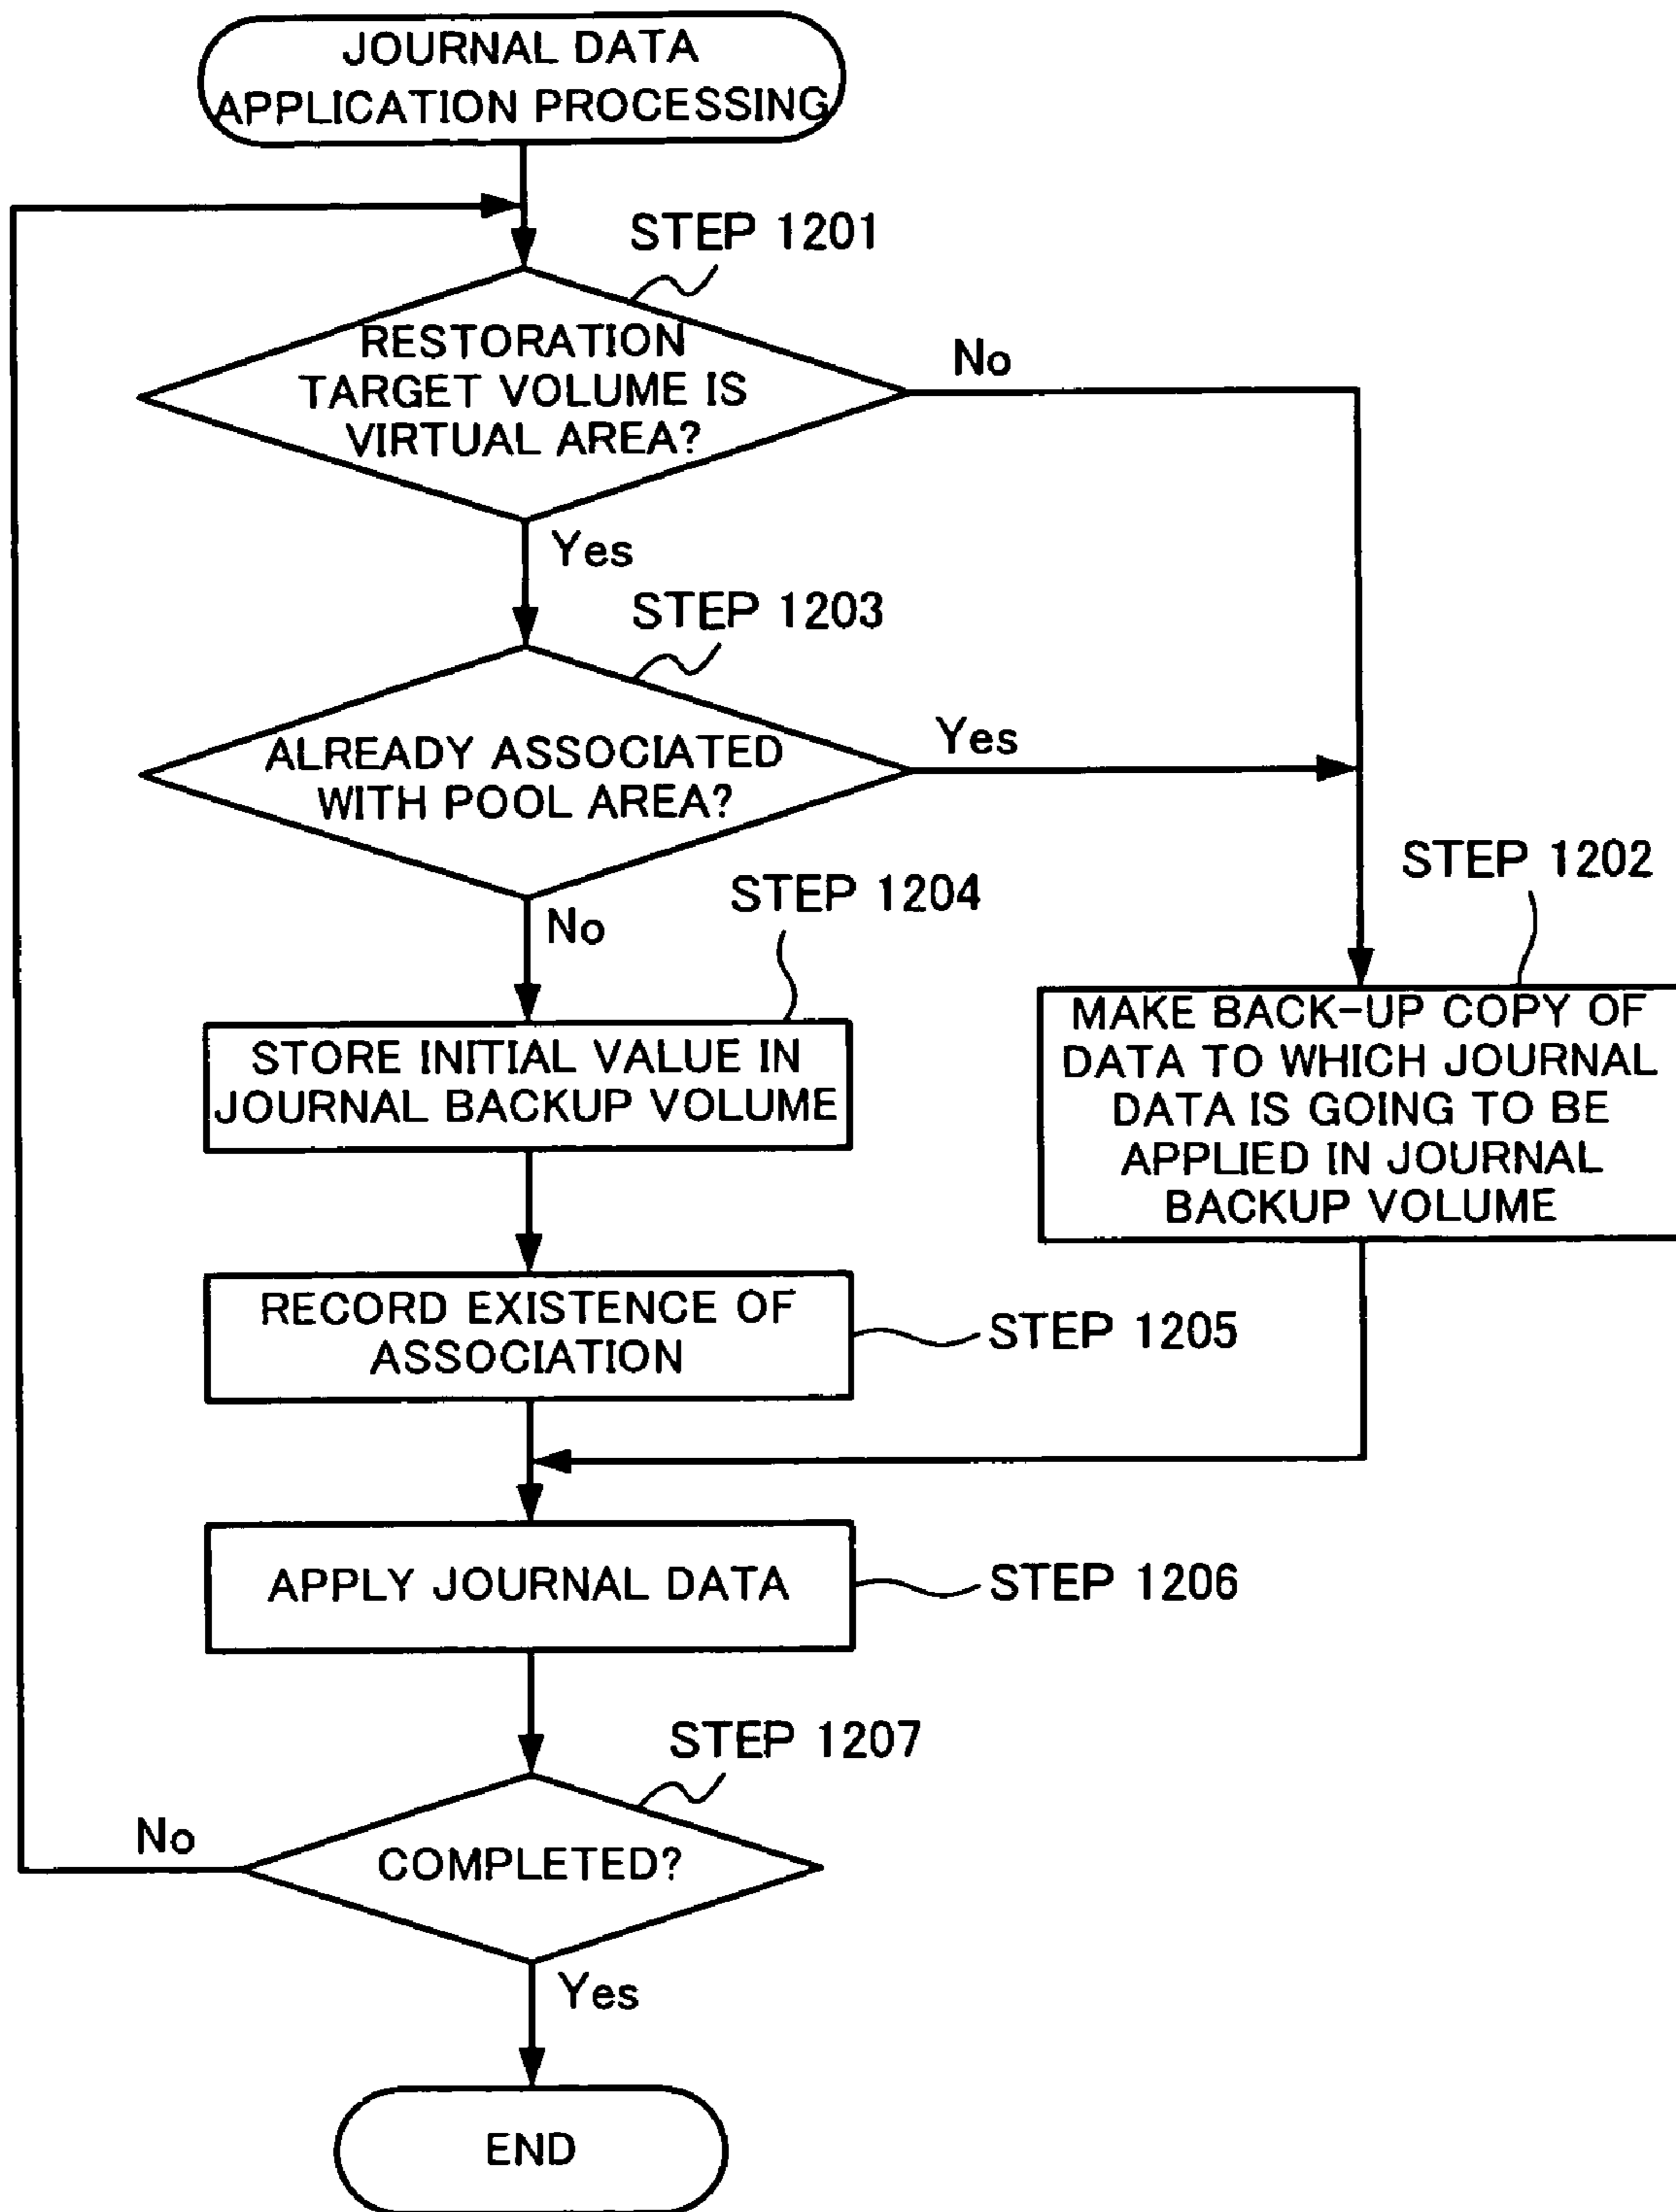 JOURNAL DATA
APPLICATION PROCESSING
STEP 1201
RESTORATION
TARGET VOLUME IS
VIRTUAL AREA?
No
Yes
STEP 1203
ALREADY ASSOCIATED
WITH POOL AREA?
Yes
No
STEP 1204
STORE INITIAL VALUE IN
JOURNAL BACKUP VOLUME
STEP 1202
MAKE BACK-UP COPY OF
DATA TO WHICH JOURNAL
DATA IS GOING TO BE
APPLIED IN JOURNAL
BACKUP VOLUME
RECORD EXISTENCE OF
ASSOCIATION
STEP 1205
APPLY JOURNAL DATA
STEP 1206
STEP 1207
COMPLETED?
No
Yes
END